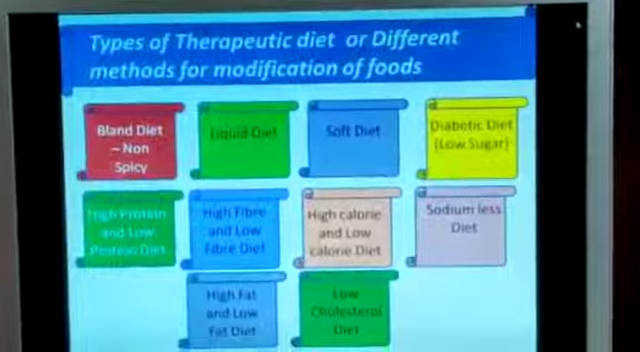 Types of Therapeutic diet or Different
methods for modification of foods
Bland Diet
– Non
Spicy
Liquid Diet
Soft Diet
Diabetic Diet
(Low Sugar)
High Protein
and Low
Protein Diet
High Fibre
and Low
Fibre Diet
High calorie
and Low
calorie Diet
Sodium less
Diet
High Fat
and Low
Fat Diet
Low
Cholesterol
Diet